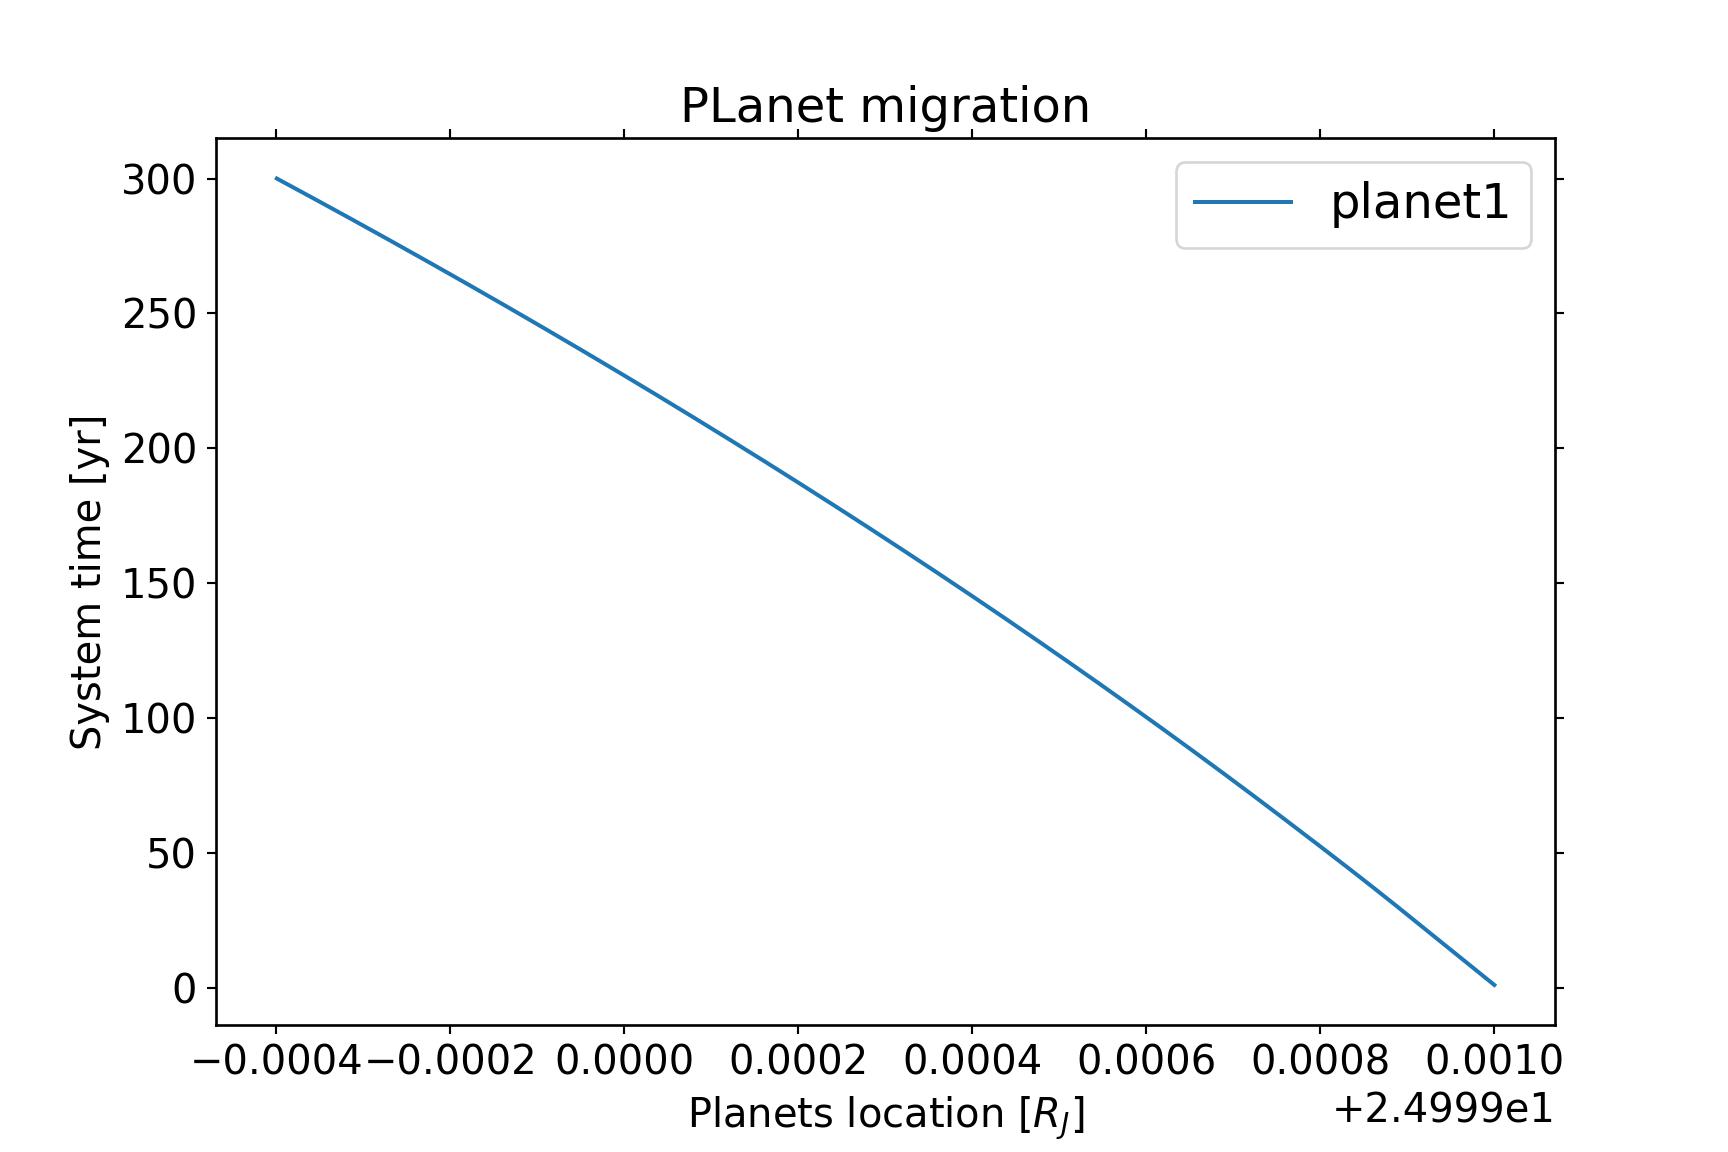 PLanet migration
planet1
300
250
200
150
100
50
0
System time [yr]
−0.0004 −0.0002 0.0000 0.0002 0.0004 0.0006 0.0008 0.0010
+2.4999e1
Planets location [R_J]